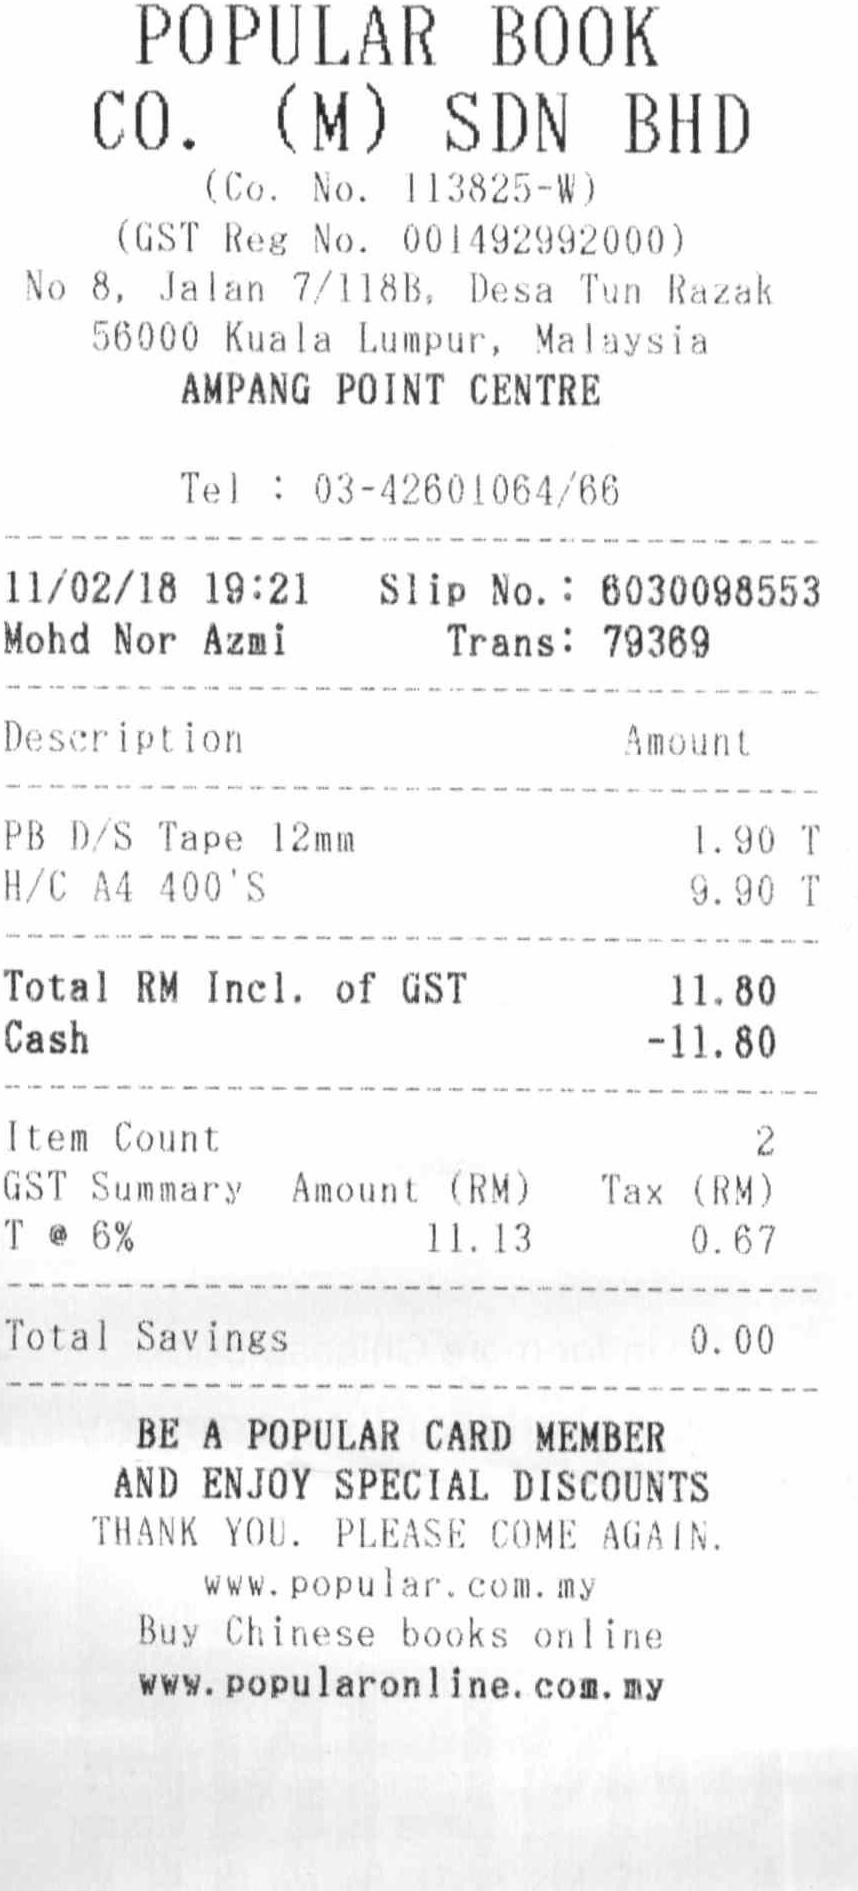 POPULAR BOOK
CO. (M) SDN BHD
(Co. No. 113825-W)
(GST Reg No. 001492992000)
No 8, Jalan 7/118B, Desa Tun Razak
56000 Kuala Lumpur, Malaysia
AMPANG POINT CENTRE
Tel : 03-42601064/66
11/02/18 19:21 Slip No.: 6030098553
Mohd Nor Azmi Trans: 79369
Description Amount
PB D/S Tape 12mm 1.90 T
H/C A4 400'S 9.90 T
Total RM Incl. of GST 11.80
Cash -11.80
Item Count 2
GST Summary Amount (RM) Tax (RM)
T @ 6% 11.13 0.67
Total Savings 0.00
BE A POPULAR CARD MEMBER
AND ENJOY SPECIAL DISCOUNTS
THANK YOU. PLEASE COME AGAIN.
www.popular.com.my
Buy Chinese books online
www.popularonline.com.my